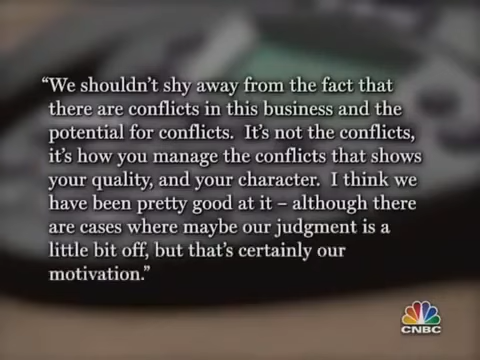 “We shouldn’t shy away from the fact that
there are conflicts in this business and the
potential for conflicts. It’s not the conflicts,
it’s how you manage the conflicts that shows
your quality, and your character. I think we
have been pretty good at it – although there
are cases where maybe our judgment is a
little bit off, but that’s certainly our
motivation.”
CNBC